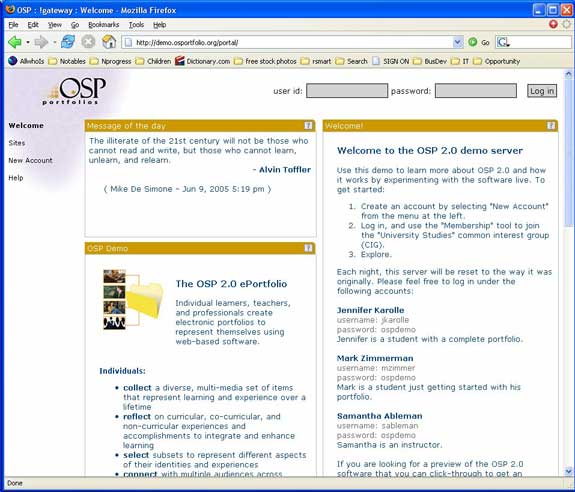 OSP : !gateway : Welcome - Mozilla Firefox
File Edit View Go Bookmarks Tools Help
http://demo.osportfolio.org/portal/
Go
AllwhoIs Notables Nprogress Children Dictionary.com free stock photos rsmart Search SIGN ON BusDev IT Opportunity
OSP
portfolios
user id: password: Log in
Welcome
Sites
New Account
Help
Message of the day ?
The illiterate of the 21st century will not be those who
cannot read and write, but those who cannot learn,
unlearn, and relearn.
- Alvin Toffler
( Mike De Simone - Jun 9, 2005 5:19 pm )
OSP Demo ?
The OSP 2.0 ePortfolio
Individual learners, teachers,
and professionals create
electronic portfolios to
represent themselves using
web-based software.
Individuals:
• collect a diverse, multi-media set of items
that represent learning and experience over a
lifetime
• reflect on curricular, co-curricular, and
non-curricular experiences and
accomplishments to integrate and enhance
learning
• select subsets to represent different aspects
of their identities and experiences
• connect with multiple audiences across
Welcome! ?
Welcome to the OSP 2.0 demo server
Use this demo to learn more about OSP 2.0 and how
it works by experimenting with the software live. To
get started:
1. Create an account by selecting "New Account"
from the menu at the left.
2. Log in, and use the "Membership" tool to join
the "University Studies" common interest group
(CIG).
3. Explore.
Each night, this server will be reset to the way it was
originally. Please feel free to log in under the
following accounts:
Jennifer Karolle
username: jkarolle
password: ospdemo
Jennifer is a student with a complete portfolio.
Mark Zimmerman
username: mzimmer
password: ospdemo
Mark is a student just getting started with his
portfolio.
Samantha Ableman
username: sableman
password: ospdemo
Samantha is an instructor.
If you are looking for a preview of the OSP 2.0
software that you can click-through to get an
Done